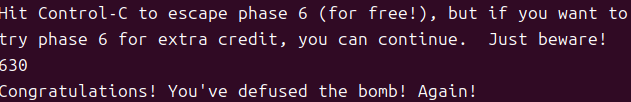 Hit Control-C to escape phase 6 (for free!), but if you want to
try phase 6 for extra credit, you can continue.  Just beware!
630
Congratulations! You've defused the bomb! Again!